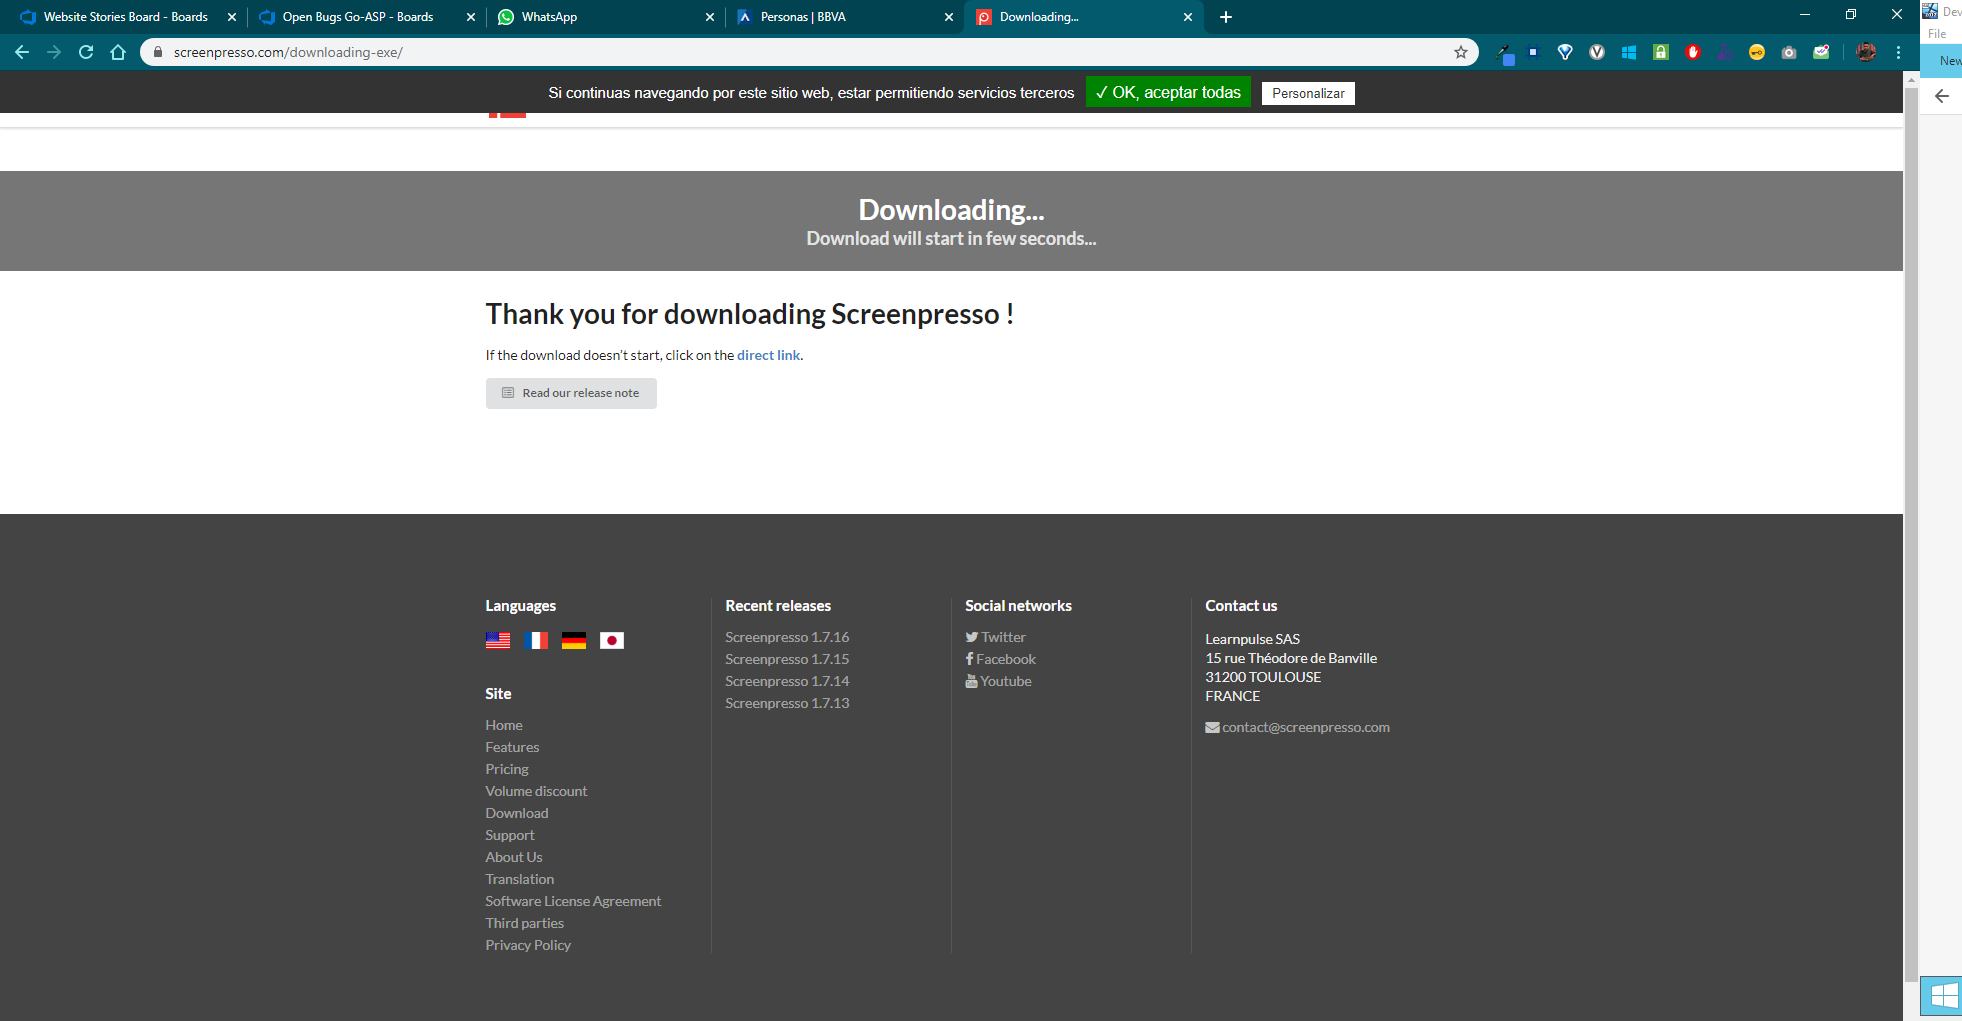 Website Stories Board - Boards
Open Bugs Go-ASP - Boards
WhatsApp
Personas | BBVA
Downloading...
Dev
File
screenpresso.com/downloading-exe/
New
Si continuas navegando por este sitio web, estar permitiendo servicios terceros
✓ OK, aceptar todas
Personalizar
Downloading...
Download will start in few seconds...
Thank you for downloading Screenpresso !
If the download doesn't start, click on the direct link.
Read our release note
Languages
Site
Home
Features
Pricing
Volume discount
Download
Support
About Us
Translation
Software License Agreement
Third parties
Privacy Policy
Recent releases
Screenpresso 1.7.16
Screenpresso 1.7.15
Screenpresso 1.7.14
Screenpresso 1.7.13
Social networks
Twitter
Facebook
Youtube
Contact us
Learnpulse SAS
15 rue Théodore de Banville
31200 TOULOUSE
FRANCE
contact@screenpresso.com